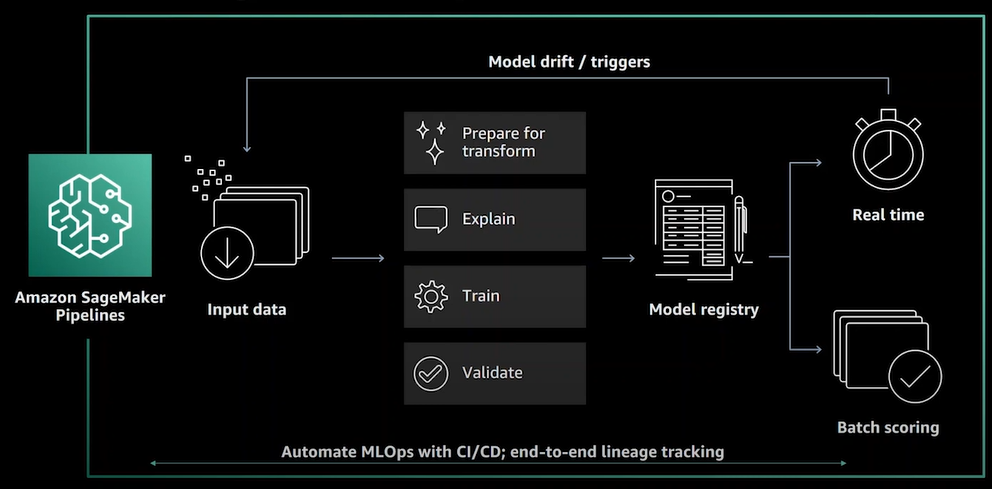 Model drift / triggers
Prepare for
transform
Explain
Train
Validate
Amazon SageMaker
Pipelines
Input data
Model registry
Real time
Batch scoring
Automate MLOps with CI/CD; end-to-end lineage tracking